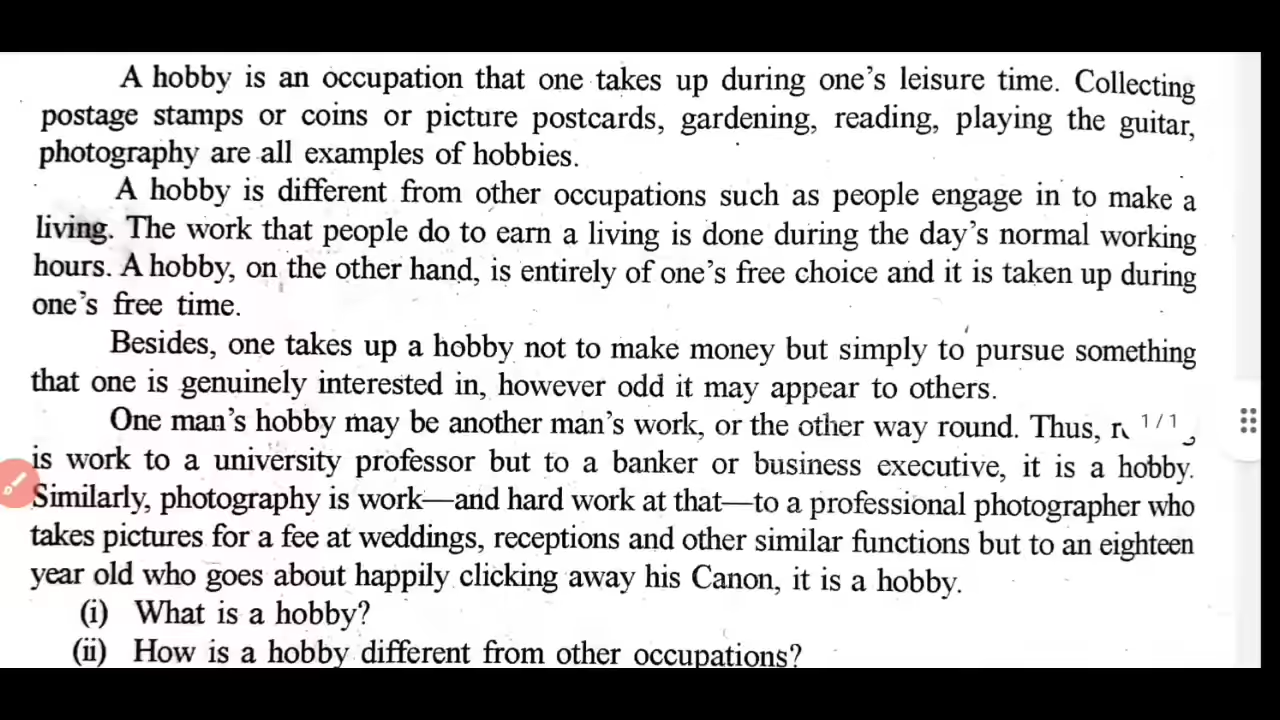 A hobby is an occupation that one takes up during one's leisure time. Collecting
postage stamps or coins or picture postcards, gardening, reading, playing the guitar,
photography are all examples of hobbies.
A hobby is different from other occupations such as people engage in to make a
living. The work that people do to earn a living is done during the day's normal working
hours. A hobby, on the other hand, is entirely of one's free choice and it is taken up during
one's free time.
Besides, one takes up a hobby not to make money but simply to pursue something
that one is genuinely interested in, however odd it may appear to others.
One man's hobby may be another man's work, or the other way round. Thus, 1/1
is work to a university professor but to a banker or business executive, it is a hobby.
Similarly, photography is work—and hard work at that—to a professional photographer who
takes pictures for a fee at weddings, receptions and other similar functions but to an eighteen
year old who goes about happily clicking away his Canon, it is a hobby.
(i) What is a hobby?
(ii) How is a hobby different from other occupations?